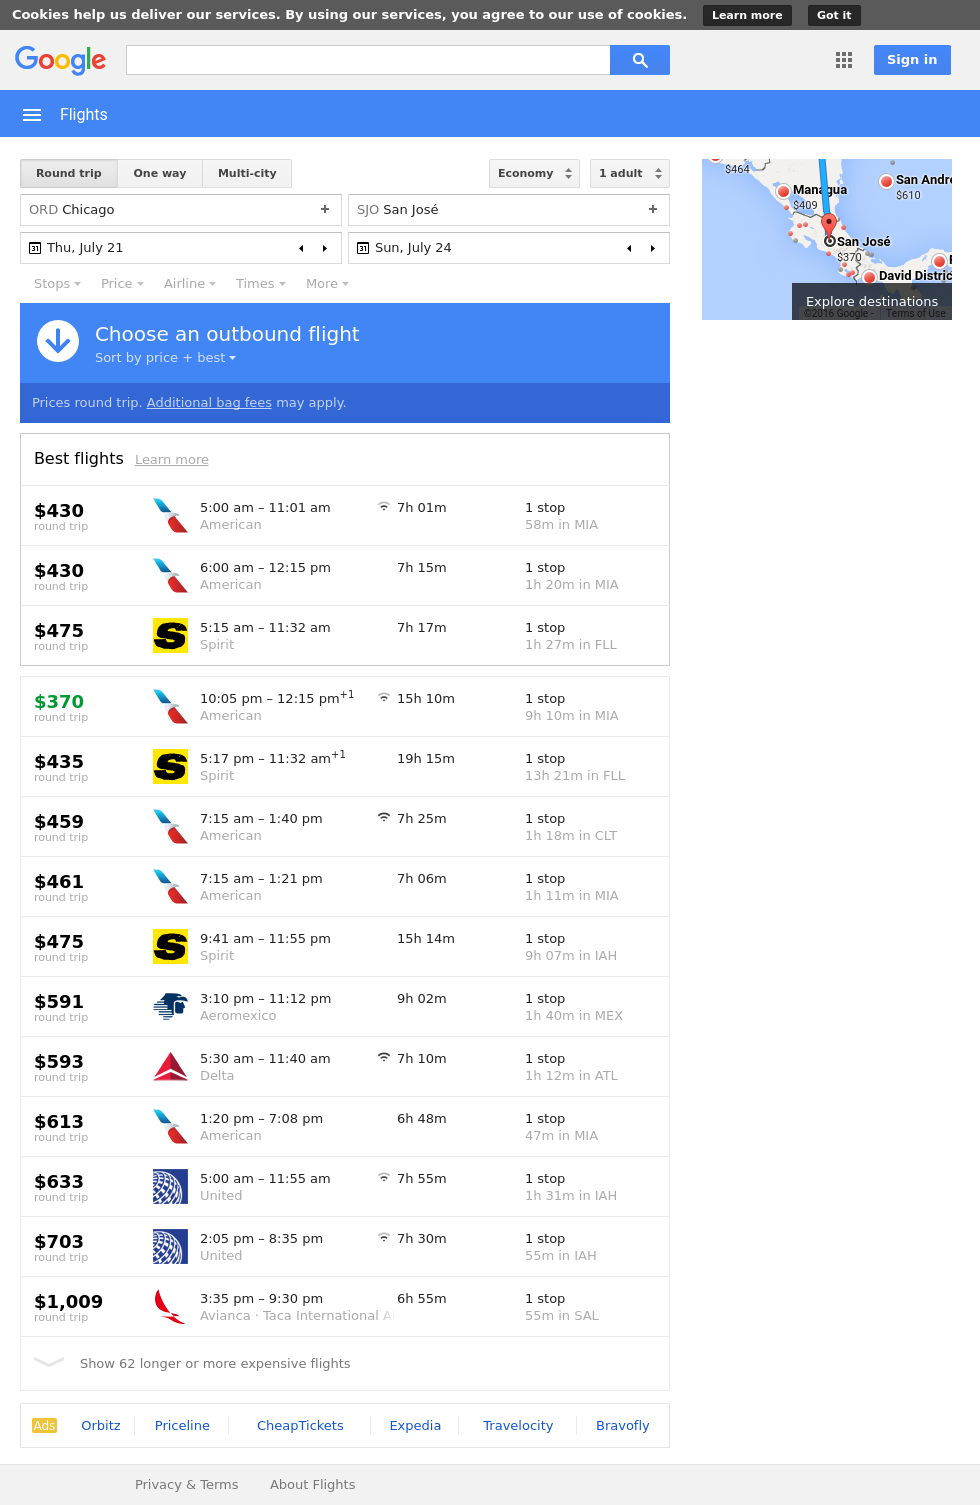 Cookies help us deliver our services. By using our services, you agree to our use of cookies. Learn more Got it
Google Sign in
Flights
Round trip One way Multi-city Economy 1 adult
ORD Chicago + SJO San José +
31 Thu, July 21 31 Sun, July 24
Stops Price Airline Times More
$464
Managua
$409
San Andre
$610
San José
$370
David Distric
Explore destinations
©2016 Google - Terms of Use
Choose an outbound flight
Sort by price + best
Prices round trip. Additional bag fees may apply.
Best flights Learn more
$430 5:00 am – 11:01 am 7h 01m 1 stop
round trip American 58m in MIA
$430 6:00 am – 12:15 pm 7h 15m 1 stop
round trip American 1h 20m in MIA
$475 5:15 am – 11:32 am 7h 17m 1 stop
round trip Spirit 1h 27m in FLL
$370 10:05 pm – 12:15 pm+1 15h 10m 1 stop
round trip American 9h 10m in MIA
$435 5:17 pm – 11:32 am+1 19h 15m 1 stop
round trip Spirit 13h 21m in FLL
$459 7:15 am – 1:40 pm 7h 25m 1 stop
round trip American 1h 18m in CLT
$461 7:15 am – 1:21 pm 7h 06m 1 stop
round trip American 1h 11m in MIA
$475 9:41 am – 11:55 pm 15h 14m 1 stop
round trip Spirit 9h 07m in IAH
$591 3:10 pm – 11:12 pm 9h 02m 1 stop
round trip Aeromexico 1h 40m in MEX
$593 5:30 am – 11:40 am 7h 10m 1 stop
round trip Delta 1h 12m in ATL
$613 1:20 pm – 7:08 pm 6h 48m 1 stop
round trip American 47m in MIA
$633 5:00 am – 11:55 am 7h 55m 1 stop
round trip United 1h 31m in IAH
$703 2:05 pm – 8:35 pm 7h 30m 1 stop
round trip United 55m in IAH
$1,009 3:35 pm – 9:30 pm 6h 55m 1 stop
round trip Avianca · Taca International A 55m in SAL
Show 62 longer or more expensive flights
Ads Orbitz Priceline CheapTickets Expedia Travelocity Bravofly
Privacy & Terms About Flights